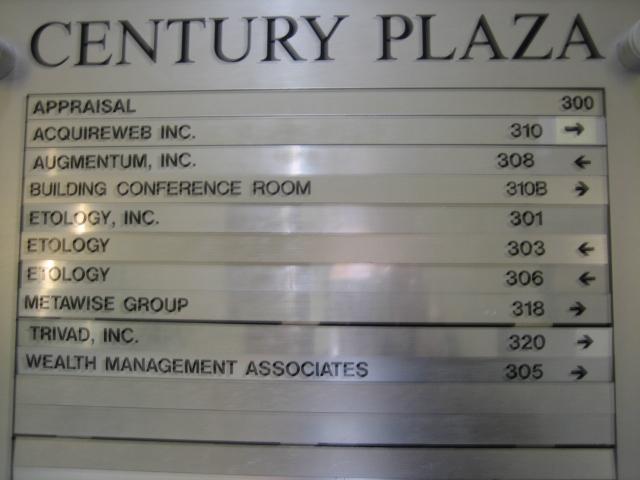 CENTURY PLAZA
APPRAISAL 300
ACQUIREWEB INC. 310 →
AUGMENTUM, INC. 308 ←
BUILDING CONFERENCE ROOM 310B →
ETOLOGY, INC. 301
ETOLOGY 303 ←
ETOLOGY 306 ←
METAWISE GROUP 318 →
TRIVAD, INC. 320 →
WEALTH MANAGEMENT ASSOCIATES 305 →